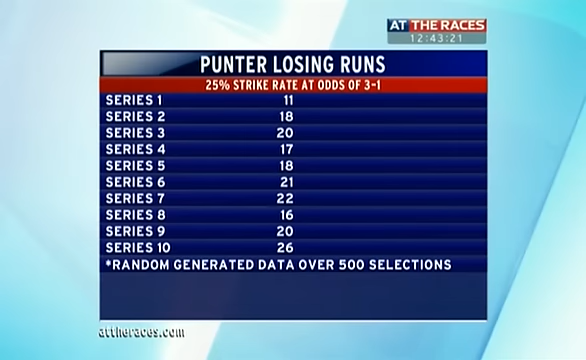 AT THE RACES
12:43:21
PUNTER LOSING RUNS
25% STRIKE RATE AT ODDS OF 3-1
SERIES 1 11
SERIES 2 18
SERIES 3 20
SERIES 4 17
SERIES 5 18
SERIES 6 21
SERIES 7 22
SERIES 8 16
SERIES 9 20
SERIES 10 26
*RANDOM GENERATED DATA OVER 500 SELECTIONS
attheraces.com